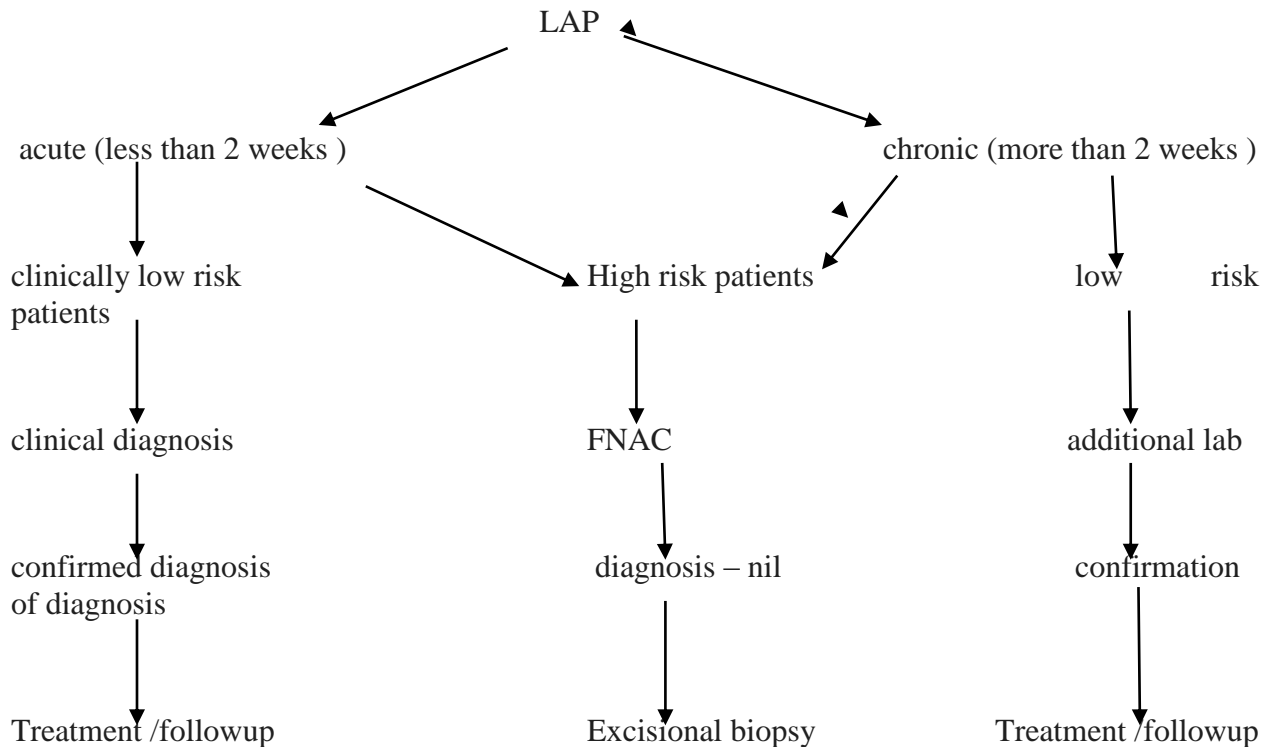 LAP
acute (less than 2 weeks )
chronic (more than 2 weeks )
clinically low risk
patients
High risk patients
low risk
clinical diagnosis
FNAC
additional lab
confirmed diagnosis
of diagnosis
diagnosis – nil
confirmation
Treatment /followup
Excisional biopsy
Treatment /followup